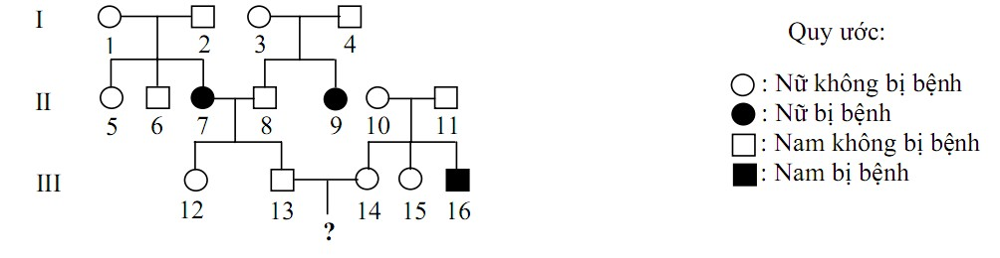 I
1 2 3 4
Quy ước:
II
5 6 7 8 9 10 11
: Nữ không bị bệnh
: Nữ bị bệnh
: Nam không bị bệnh
: Nam bị bệnh
III
12 13 14 15 16
?